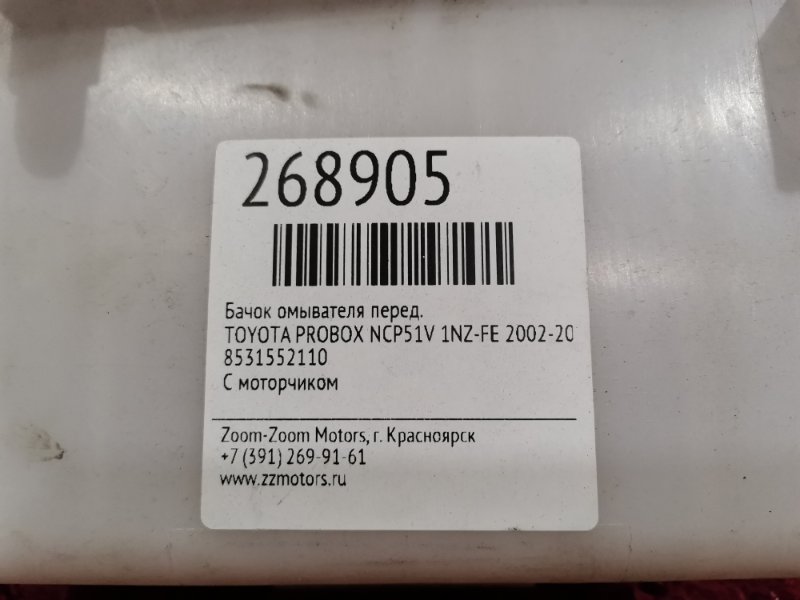 268905
Бачок омывателя перед.
TOYOTA PROBOX NCP51V 1NZ-FE 2002-20
8531552110
С моторчиком
Zoom-Zoom Motors, г. Красноярск
+7 (391) 269-91-61
www.zzmotors.ru